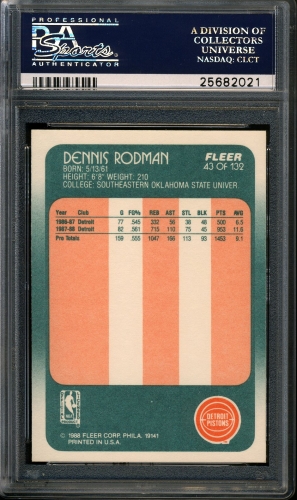 PROFESSIONAL
PSA
Sports
AUTHENTICATOR
A DIVISION OF
COLLECTORS
UNIVERSE
NASDAQ: CLCT
25682021
DENNIS RODMAN
BORN: 5/13/61
HEIGHT: 6'8" WEIGHT: 210
COLLEGE: SOUTHEASTERN OKLAHOMA STATE UNIVER.
FLEER
43 OF 132
Year Club G FG% REB AST STL BLK PTS AVG
1986-87 Detroit 77 .545 332 56 38 48 500 6.5
1987-88 Detroit 82 .561 715 110 75 45 953 11.6
Pro Totals 159 .555 1047 166 113 93 1453 9.1
NBA
DETROIT
PISTONS
© 1988 FLEER CORP. PHILA. 19141
PRINTED IN U.S.A.